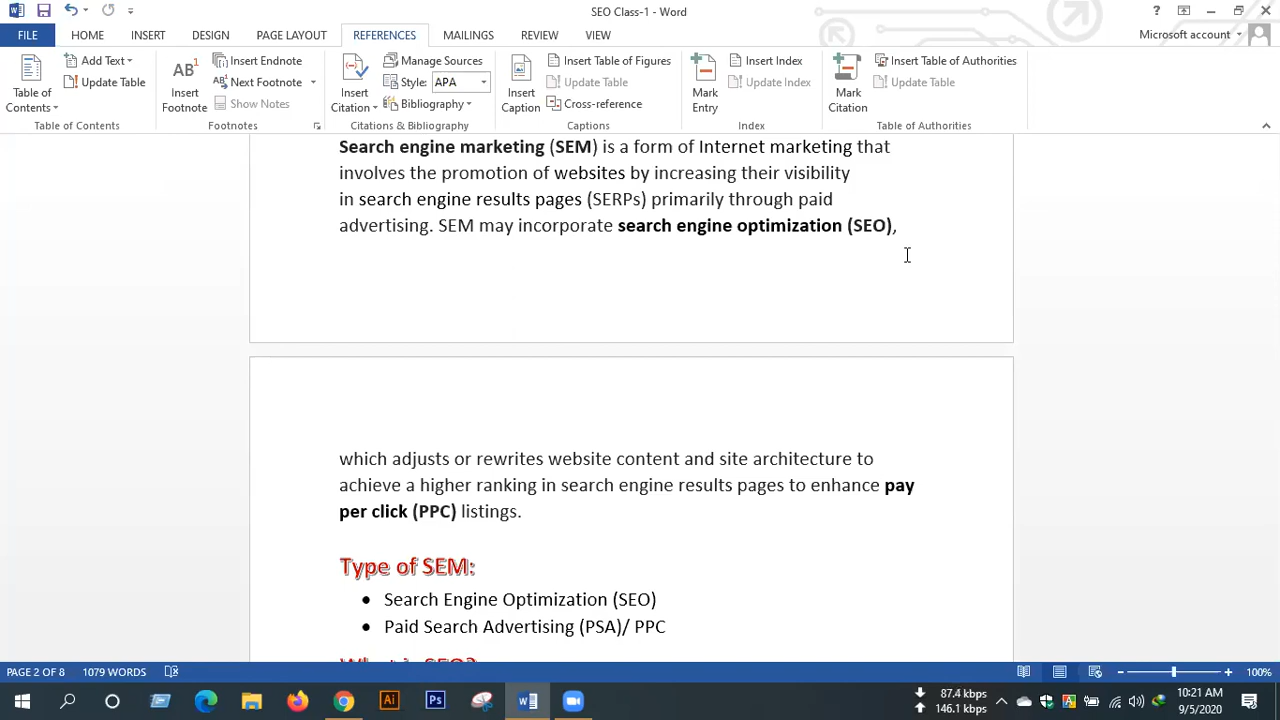 SEO Class-1 - Word
FILE HOME INSERT DESIGN PAGE LAYOUT REFERENCES MAILINGS REVIEW VIEW Microsoft account
Add Text Insert Endnote Manage Sources Insert Table of Figures Insert Index Insert Table of Authorities
Table of Contents Update Table AB Insert Footnote Next Footnote Insert Citation Style: APA Insert Caption Update Table Mark Entry Update Index Mark Citation Update Table
Show Notes Bibliography Cross-reference
Table of Contents Footnotes Citations & Bibliography Captions Index Table of Authorities
Search engine marketing (SEM) is a form of Internet marketing that
involves the promotion of websites by increasing their visibility
in search engine results pages (SERPs) primarily through paid
advertising. SEM may incorporate search engine optimization (SEO),
which adjusts or rewrites website content and site architecture to
achieve a higher ranking in search engine results pages to enhance pay
per click (PPC) listings.
Type of SEM:
• Search Engine Optimization (SEO)
• Paid Search Advertising (PSA)/ PPC
What is SEO?
PAGE 2 OF 8 1079 WORDS 100%
87.4 kbps 10:21 AM
146.1 kbps 9/5/2020